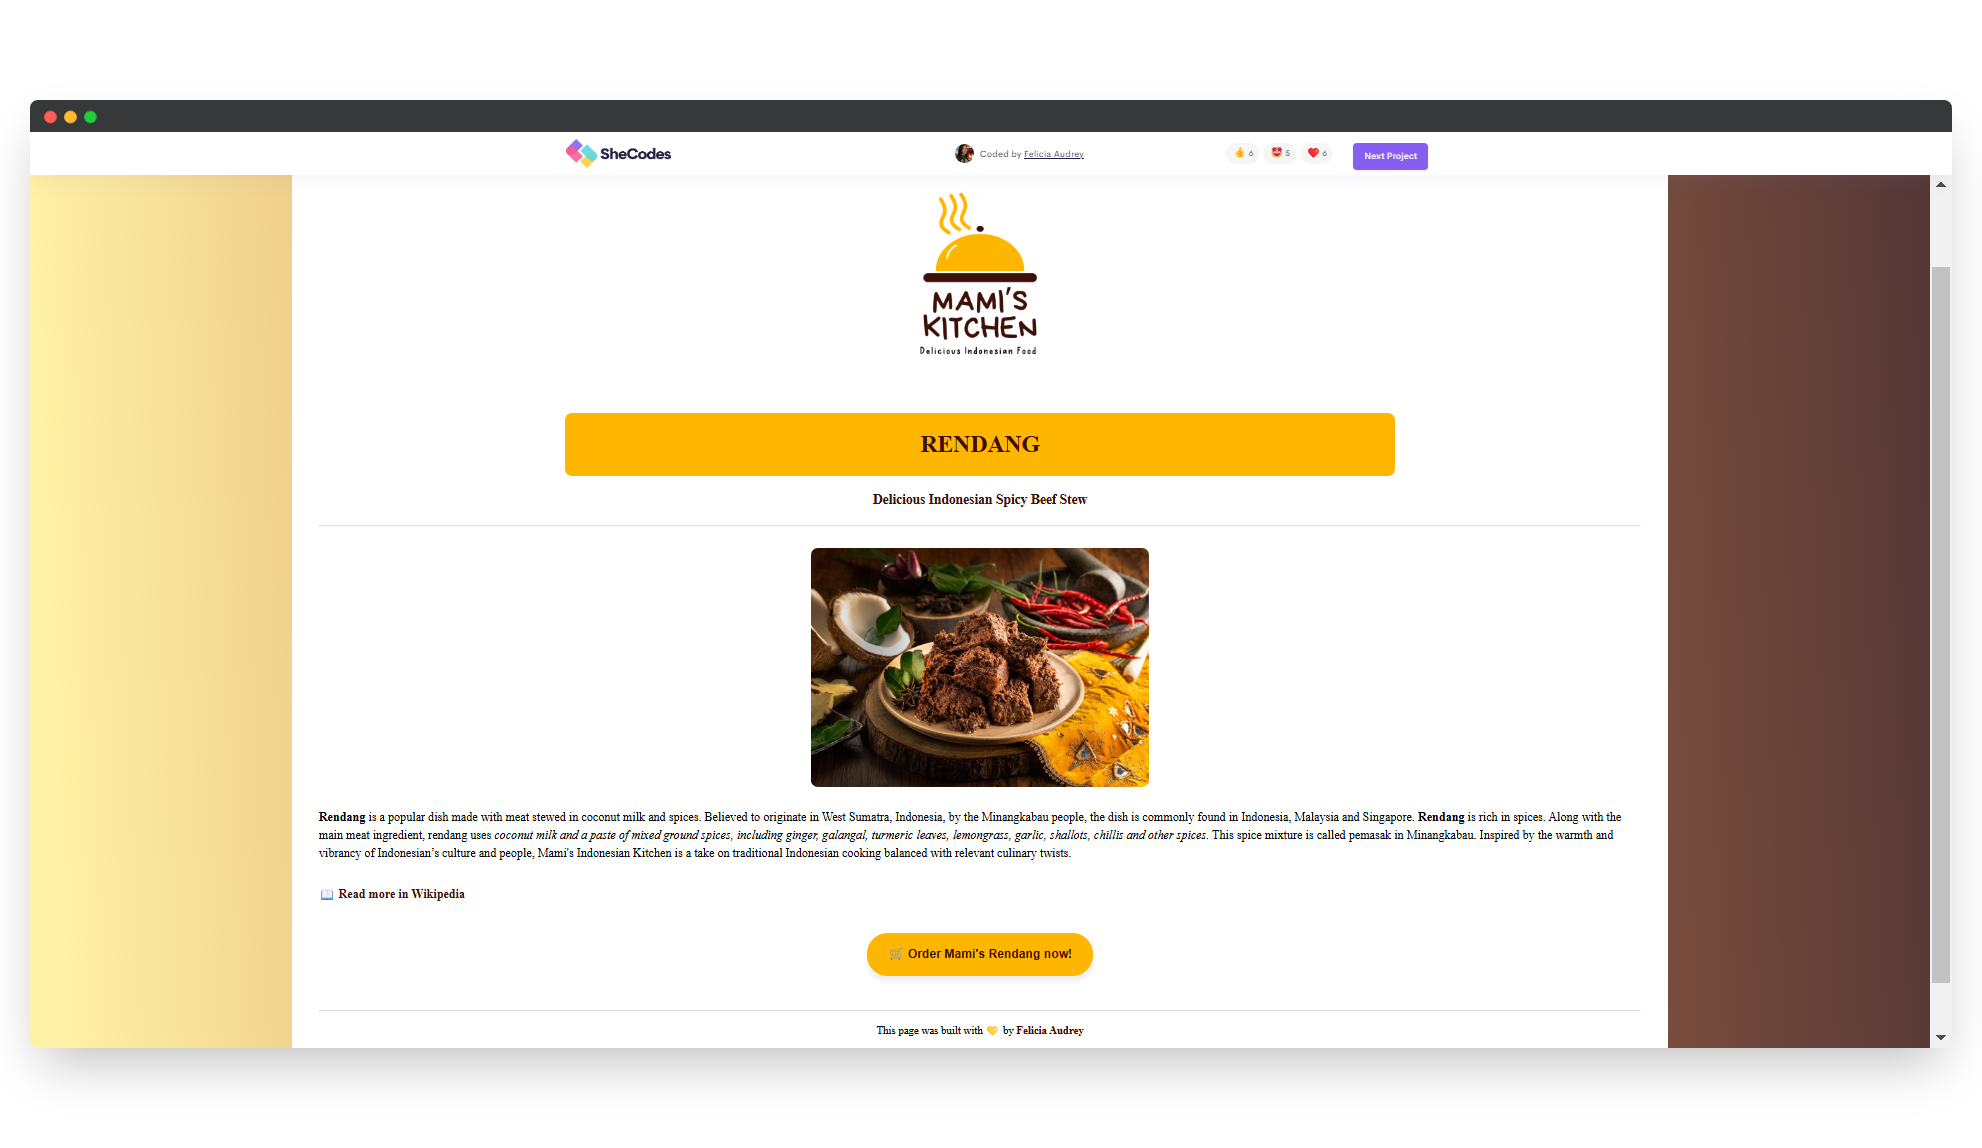 SheCodes
Coded by Felicia Audrey
👍 6 🤩 5 ❤️ 6
Next Project
MAMI'S
KITCHEN
Delicious Indonesian Food
RENDANG
Delicious Indonesian Spicy Beef Stew
Rendang is a popular dish made with meat stewed in coconut milk and spices. Believed to originate in West Sumatra, Indonesia, by the Minangkabau people, the dish is commonly found in Indonesia, Malaysia and Singapore. Rendang is rich in spices. Along with the
main meat ingredient, rendang uses coconut milk and a paste of mixed ground spices, including ginger, galangal, turmeric leaves, lemongrass, garlic, shallots, chillis and other spices. This spice mixture is called pemasak in Minangkabau. Inspired by the warmth and
vibrancy of Indonesian’s culture and people, Mami's Indonesian Kitchen is a take on traditional Indonesian cooking balanced with relevant culinary twists.
📖 Read more in Wikipedia
🛒 Order Mami's Rendang now!
This page was built with 💛 by Felicia Audrey